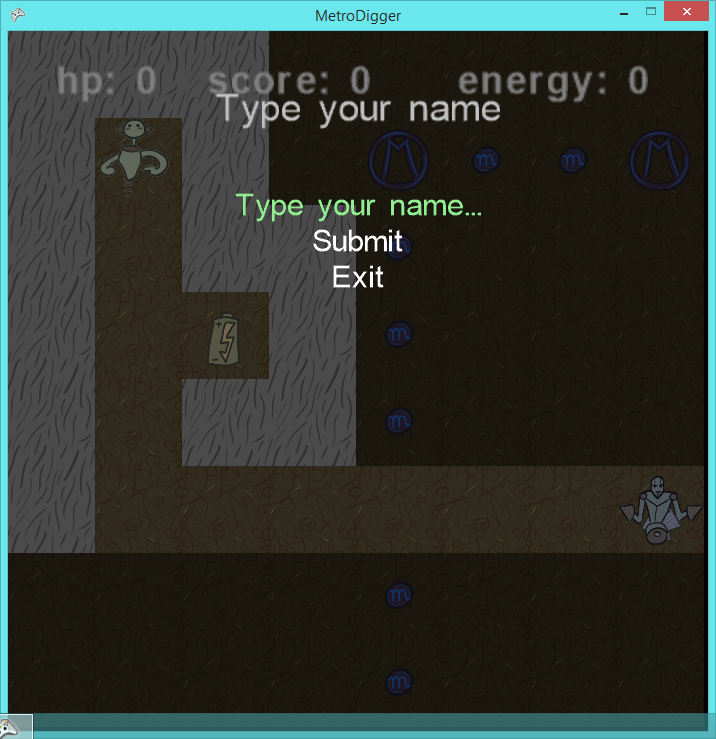 MetroDigger
hp: 0 score: 0 energy: 0
Type your name
M m m M
Type your name...
Submit
m
Exit
m
m
m
m